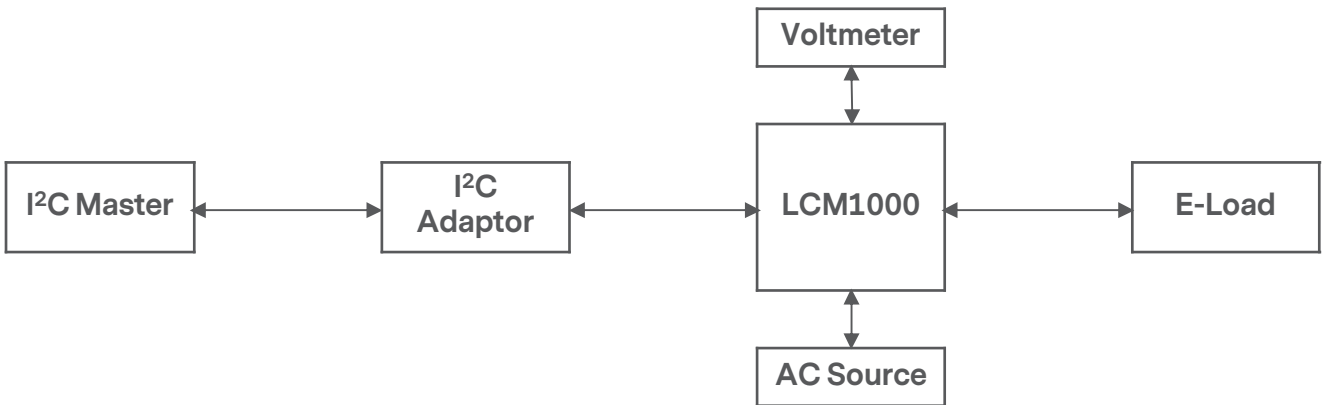 Voltmeter
I²C Master
I²C
Adaptor
LCM1000
E-Load
AC Source